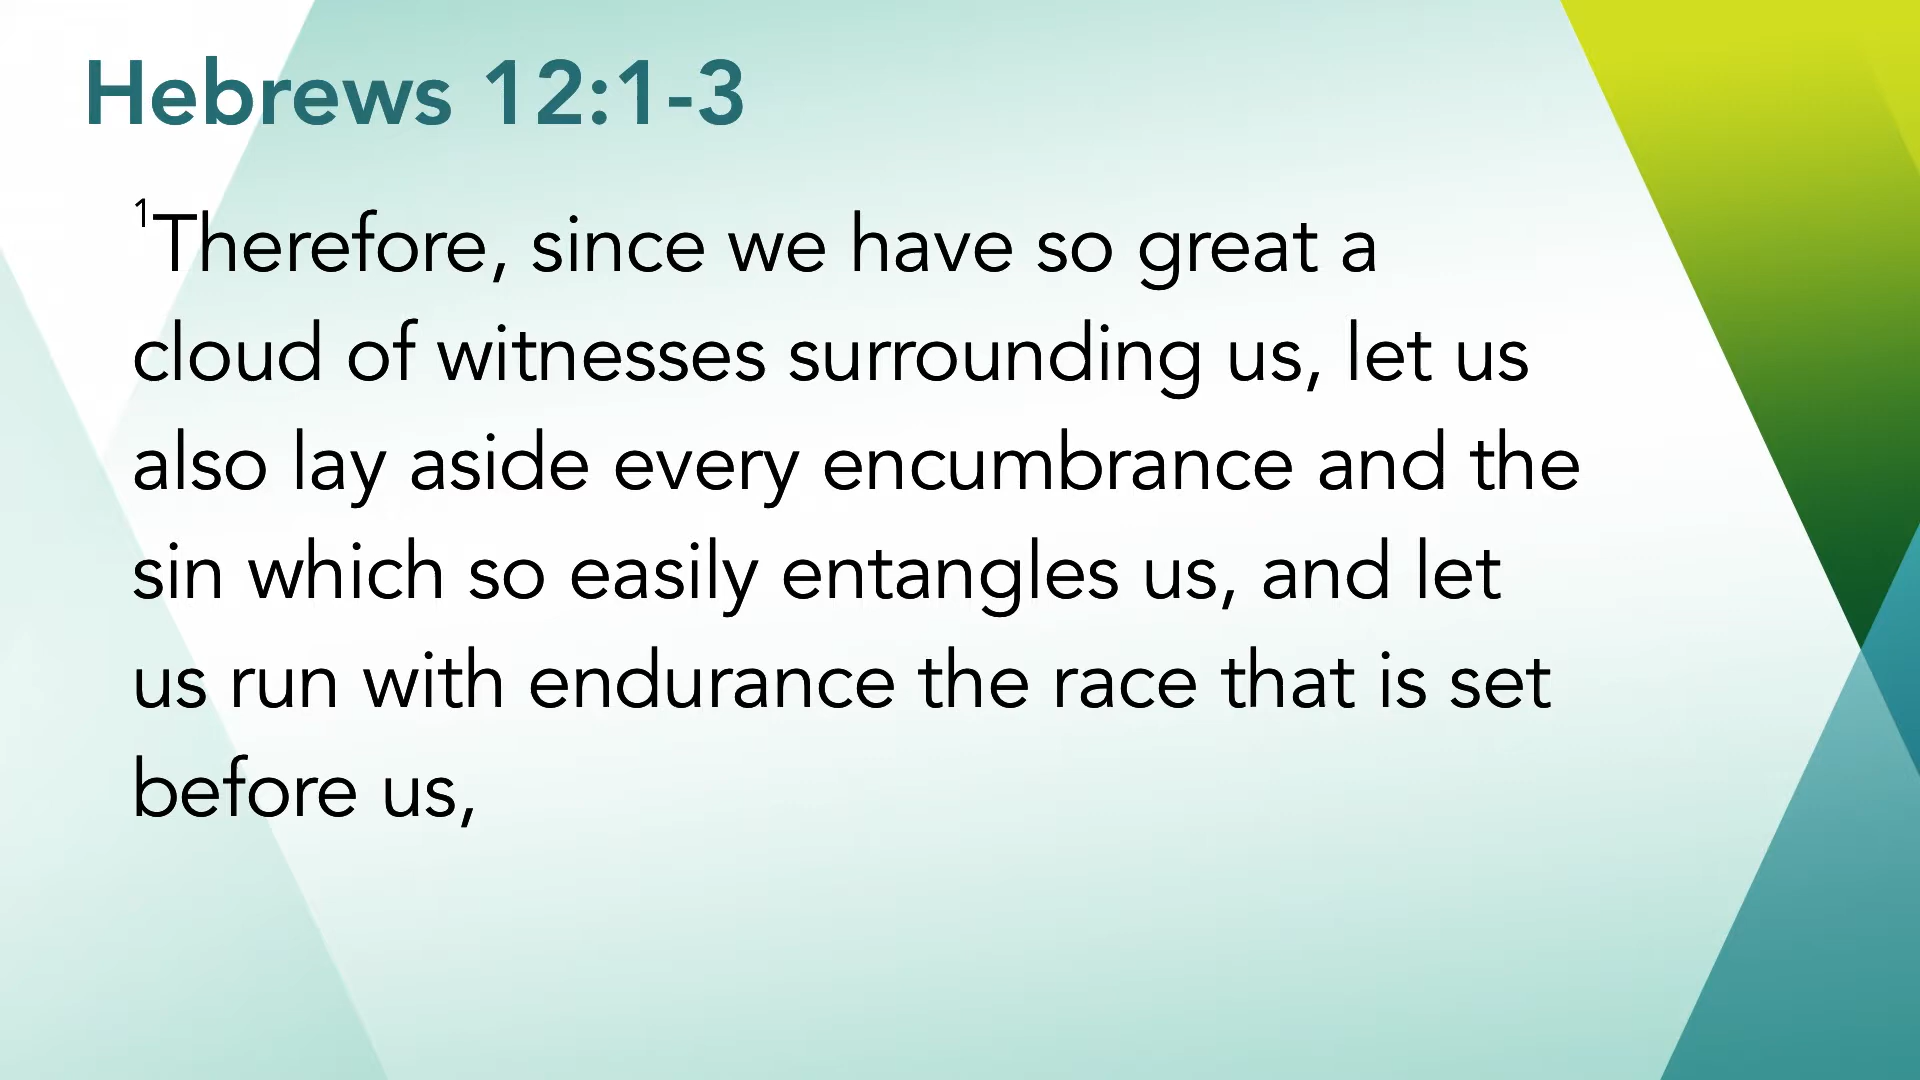 Hebrews 12:1-3
¹Therefore, since we have so great a
cloud of witnesses surrounding us, let us
also lay aside every encumbrance and the
sin which so easily entangles us, and let
us run with endurance the race that is set
before us,